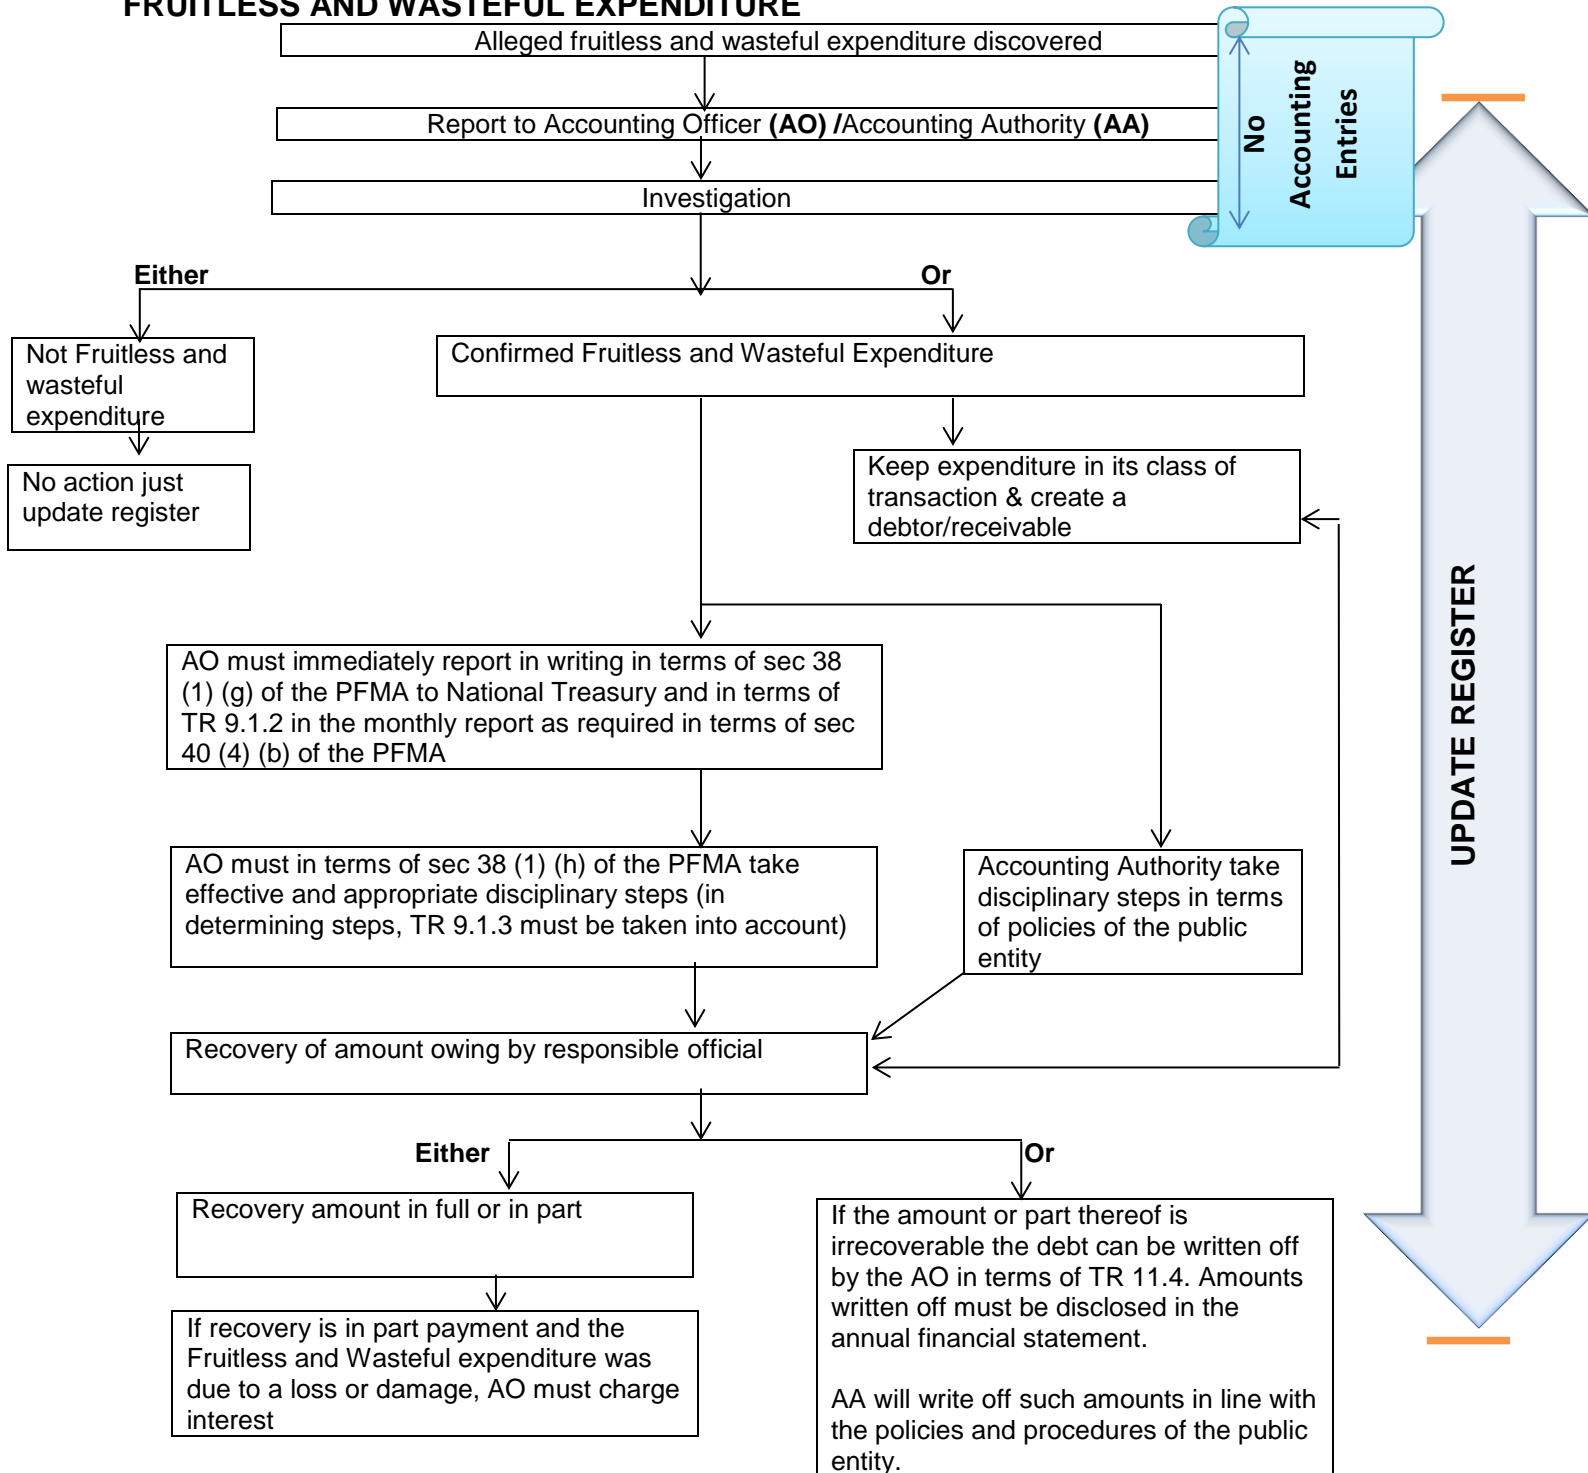 FRUITLESS AND WASTEFUL EXPENDITURE
Alleged fruitless and wasteful expenditure discovered
Report to Accounting Officer (AO) /Accounting Authority (AA)
Investigation
No
Accounting
Entries
Either
Or
Not Fruitless and
wasteful
expenditure
Confirmed Fruitless and Wasteful Expenditure
No action just
update register
Keep expenditure in its class of
transaction & create a
debtor/receivable
UPDATE REGISTER
AO must immediately report in writing in terms of sec 38
(1) (g) of the PFMA to National Treasury and in terms of
TR 9.1.2 in the monthly report as required in terms of sec
40 (4) (b) of the PFMA
AO must in terms of sec 38 (1) (h) of the PFMA take
effective and appropriate disciplinary steps (in
determining steps, TR 9.1.3 must be taken into account)
Accounting Authority take
disciplinary steps in terms
of policies of the public
entity
Recovery of amount owing by responsible official
Either
Or
Recovery amount in full or in part
If recovery is in part payment and the
Fruitless and Wasteful expenditure was
due to a loss or damage, AO must charge
interest
If the amount or part thereof is
irrecoverable the debt can be written off
by the AO in terms of TR 11.4. Amounts
written off must be disclosed in the
annual financial statement.
AA will write off such amounts in line with
the policies and procedures of the public
entity.